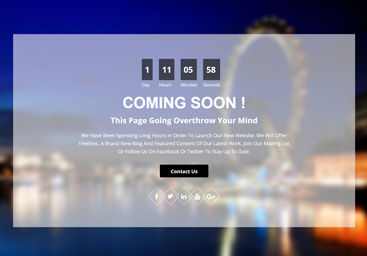 1 11 05 58
Day Hours Minutes Seconds
COMING SOON !
This Page Going Overthrow Your Mind
We Have Been Spending Long Hours In Order To Launch Our New Website. We Will Offer
Freebies, A Brand New Blog And Featured Content Of Our Latest Work. Join Our Mailing List
Or Follow Us On Facebook Or Twitter To Stay Up To Date.
Contact Us